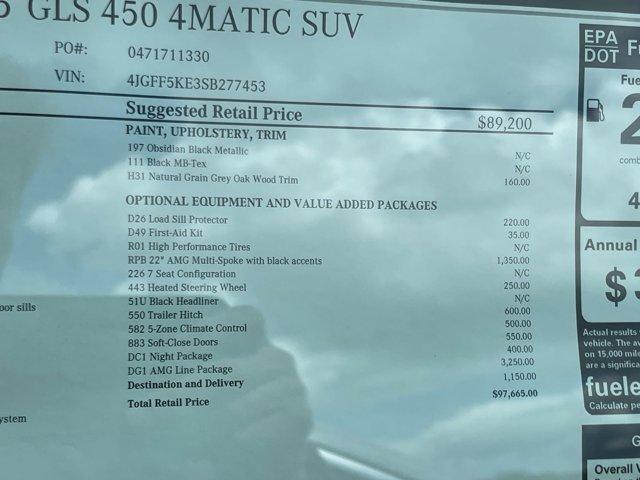 5 GLS 450 4MATIC SUV
PO#: 0471711330
VIN: 4JGFF5KE3SB277453
Suggested Retail Price $89,200
PAINT, UPHOLSTERY, TRIM
197 Obsidian Black Metallic N/C
111 Black MB-Tex N/C
H31 Natural Grain Grey Oak Wood Trim 160.00
OPTIONAL EQUIPMENT AND VALUE ADDED PACKAGES
D26 Load Sill Protector 220.00
D49 First-Aid Kit 35.00
R01 High Performance Tires N/C
RPB 22" AMG Multi-Spoke with black accents 1,350.00
226 7 Seat Configuration N/C
443 Heated Steering Wheel 250.00
51U Black Headliner N/C
550 Trailer Hitch 600.00
582 5-Zone Climate Control 500.00
883 Soft-Close Doors 550.00
DC1 Night Package 400.00
DG1 AMG Line Package 3,250.00
Destination and Delivery 1,150.00
Total Retail Price $97,665.00
oor sills
ystem
EPA
DOT
Fue
comb
4
Annual
$
Actual results
vehicle. The av
on 15,000 mile
are a significa
fuele
Calculate pe
G
Overall V